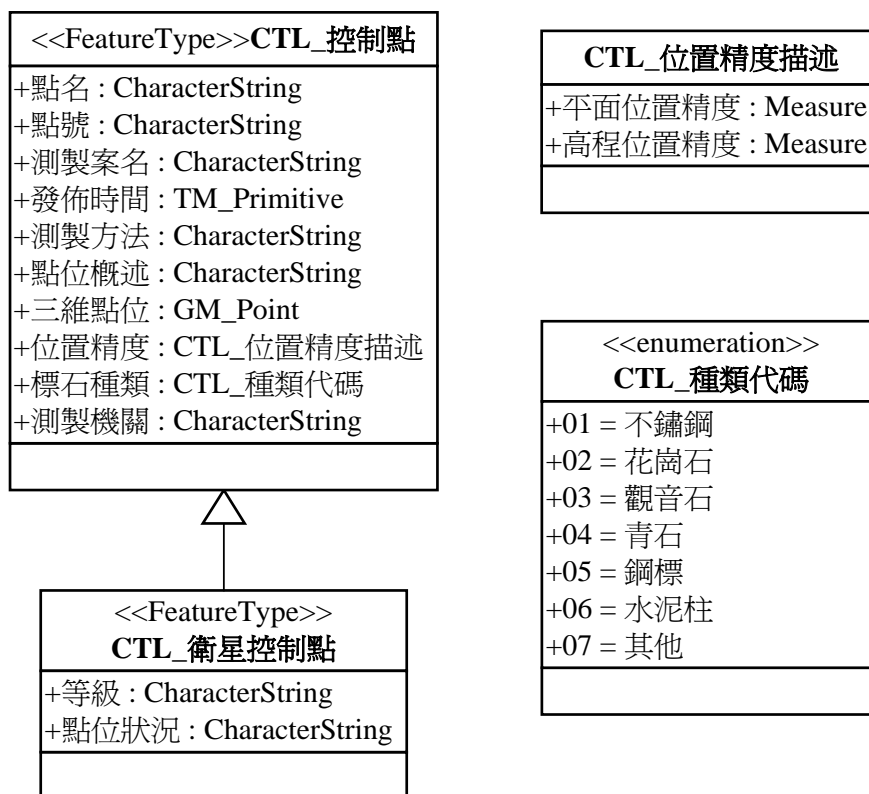 <<FeatureType>>CTL_控制點
+點名 : CharacterString
+點號 : CharacterString
+測製案名 : CharacterString
+發佈時間 : TM_Primitive
+測製方法 : CharacterString
+點位概述 : CharacterString
+三維點位 : GM_Point
+位置精度 : CTL_位置精度描述
+標石種類 : CTL_種類代碼
+測製機關 : CharacterString
<<FeatureType>>
CTL_衛星控制點
+等級 : CharacterString
+點位狀況 : CharacterString
CTL_位置精度描述
+平面位置精度 : Measure
+高程位置精度 : Measure
<<enumeration>>
CTL_種類代碼
+01 = 不鏽鋼
+02 = 花崗石
+03 = 觀音石
+04 = 青石
+05 = 鋼標
+06 = 水泥柱
+07 = 其他